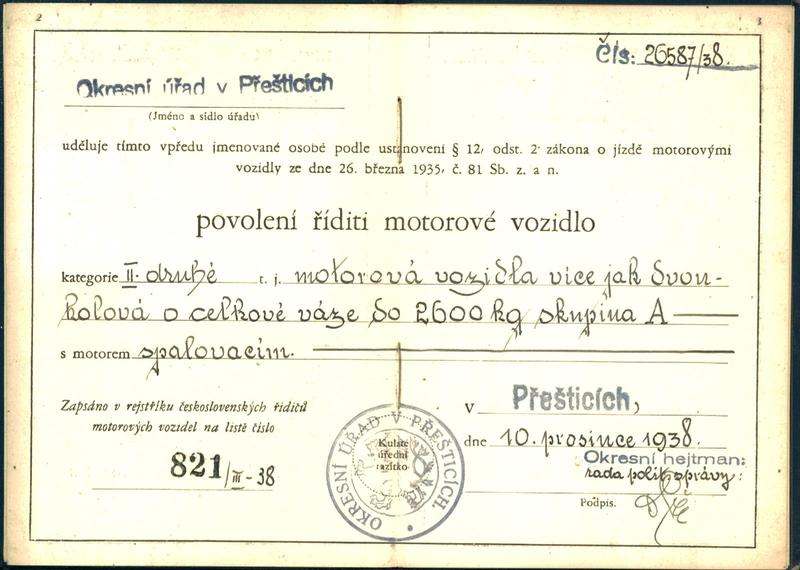 2
3
Čís: 26587/38.
Okresní úřad v Přešticích
(Jméno a sídlo úřadu)
uděluje tímto vpředu jmenované osobě podle ustanovení § 12, odst. 2 zákona o jízdě motorovými
vozidly ze dne 26. března 1935, č. 81 Sb. z. a n.
povolení říditi motorové vozidlo
kategorie II. druhé t. j. motorová vozidla více jak dvou-
kolová o celkové váze do 2600 kg skupina A
s motorem spalovacím.
Zapsáno v rejstříku československých řidičů
motorových vozidel na listě číslo
821/III-38
OKRESNÍ ÚŘAD V PŘEŠTICÍCH.
Kulaté
úřední
razítko
V Přešticích,
dne 10. prosince 1938.
Okresní hejtman:
rada polit. správy:
Podpis.